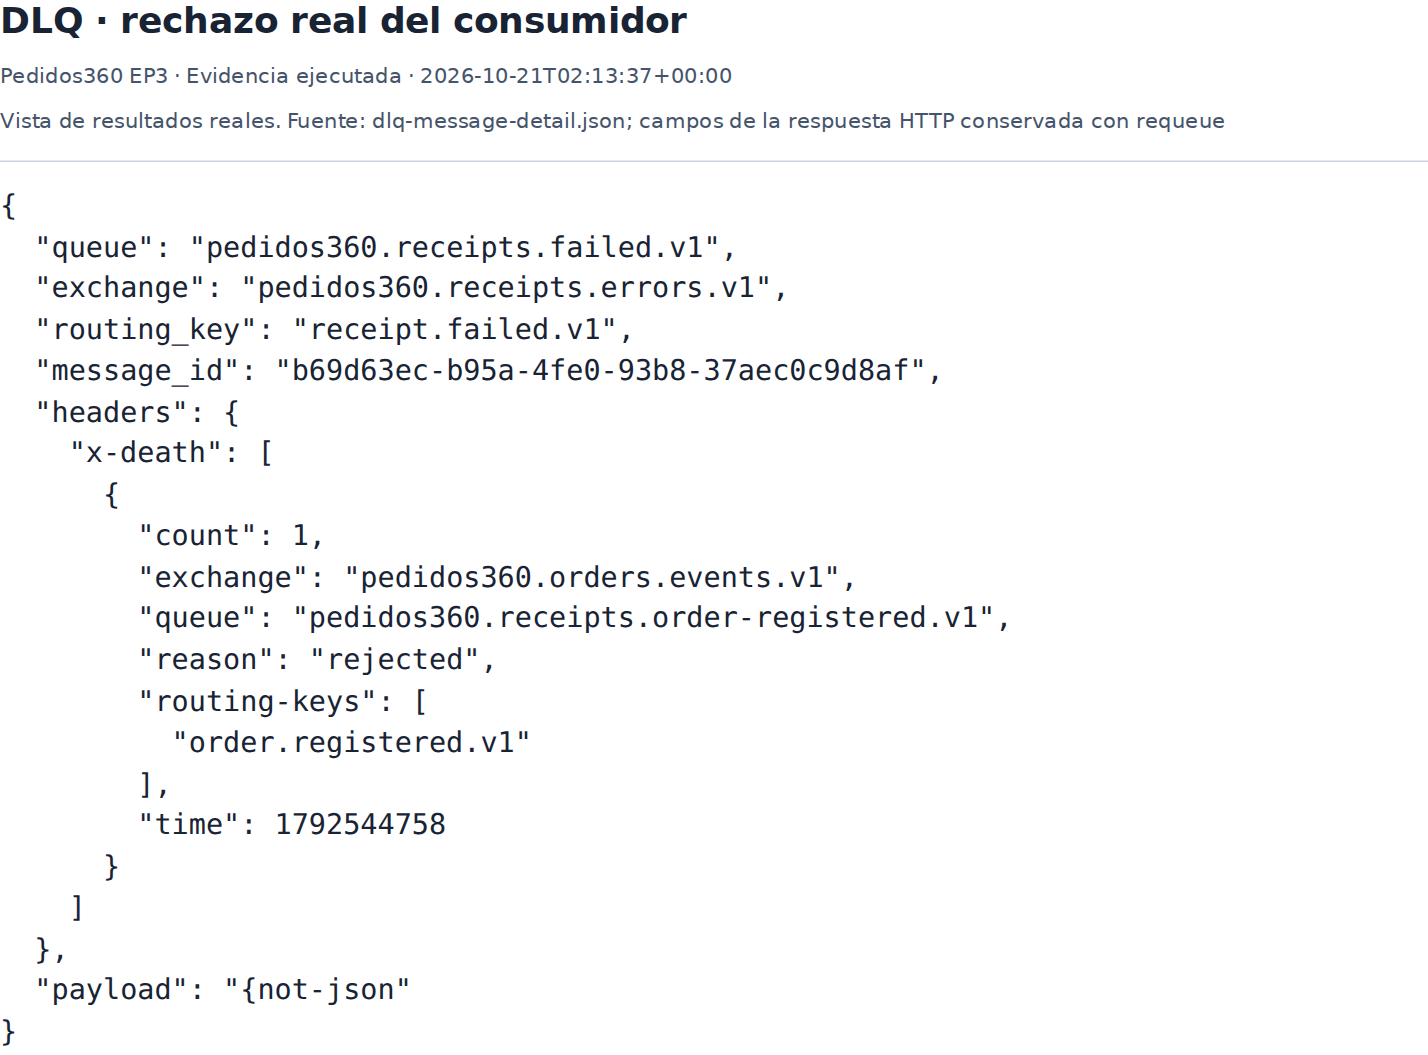 DLQ · rechazo real del consumidor
Pedidos360 EP3 · Evidencia ejecutada · 2026-10-21T02:13:37+00:00
Vista de resultados reales. Fuente: dlq-message-detail.json; campos de la respuesta HTTP conservada con requeue
{
  "queue": "pedidos360.receipts.failed.v1",
  "exchange": "pedidos360.receipts.errors.v1",
  "routing_key": "receipt.failed.v1",
  "message_id": "b69d63ec-b95a-4fe0-93b8-37aec0c9d8af",
  "headers": {
    "x-death": [
      {
        "count": 1,
        "exchange": "pedidos360.orders.events.v1",
        "queue": "pedidos360.receipts.order-registered.v1",
        "reason": "rejected",
        "routing-keys": [
          "order.registered.v1"
        ],
        "time": 1792544758
      }
    ]
  },
  "payload": "{not-json"
}